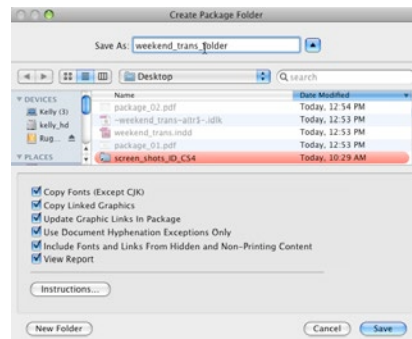 Create Package Folder
Save As: weekend_trans_folder
Desktop
search
Name Date Modified
DEVICES
Kelly (3)
kelly_hd
Rug...
PLACES
package_02.pdf Today, 12:54 PM
~weekend_trans~altr$-.idlk Today, 12:53 PM
weekend_trans.indd Today, 12:53 PM
package_01.pdf Today, 12:53 PM
screen_shots_ID_CS4 Today, 10:29 AM
Copy Fonts (Except CJK)
Copy Linked Graphics
Update Graphic Links In Package
Use Document Hyphenation Exceptions Only
Include Fonts and Links From Hidden and Non-Printing Content
View Report
Instructions...
New Folder Cancel Save